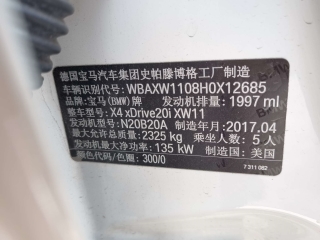 德国宝马汽车集团史帕滕博格工厂制造
车辆识别代号: WBAXW1108H0X12685
品牌: 宝马(BMW)牌 发动机排量: 1997 ml
整车型号: X4 xDrive20i XW11
发动机型号: N20B20A 制造年月: 2017.04
最大允许总质量: 2325 kg 乘坐人数: 5 人
发动机最大净功率: 135 kW 制造国: 美国
颜色代码/色圈: 300/0
7 311 062